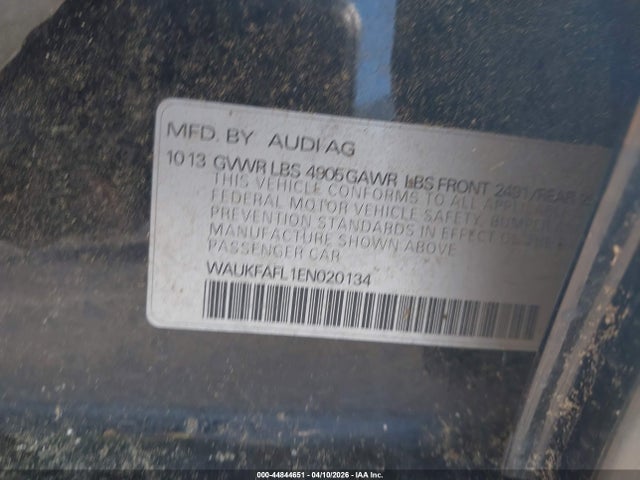 MFD. BY AUDI AG
1013 GVWR LBS 4905 GAWR LBS FRONT 2491/REAR
THIS VEHICLE CONFORMS TO ALL
FEDERAL MOTOR VEHICLE SAFETY, BUMPER
PREVENTION STANDARDS IN EFFECT
MANUFACTURE SHOWN ABOVE
PASSENGER CAR
WAUKFAFL1EN020134
000-44844651 - 04/10/2026 - IAA Inc.